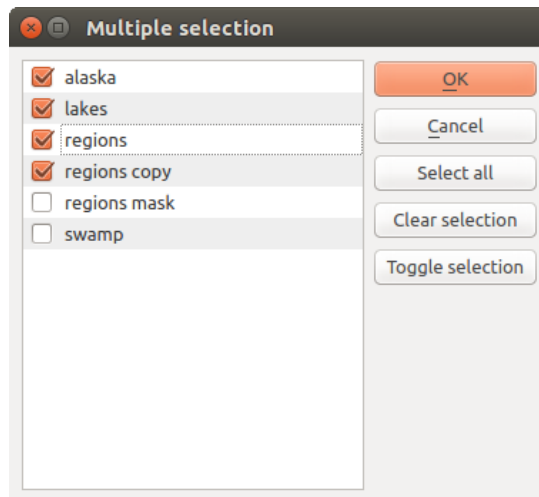 Multiple selection
alaska
lakes
regions
regions copy
regions mask
swamp
OK
Cancel
Select all
Clear selection
Toggle selection